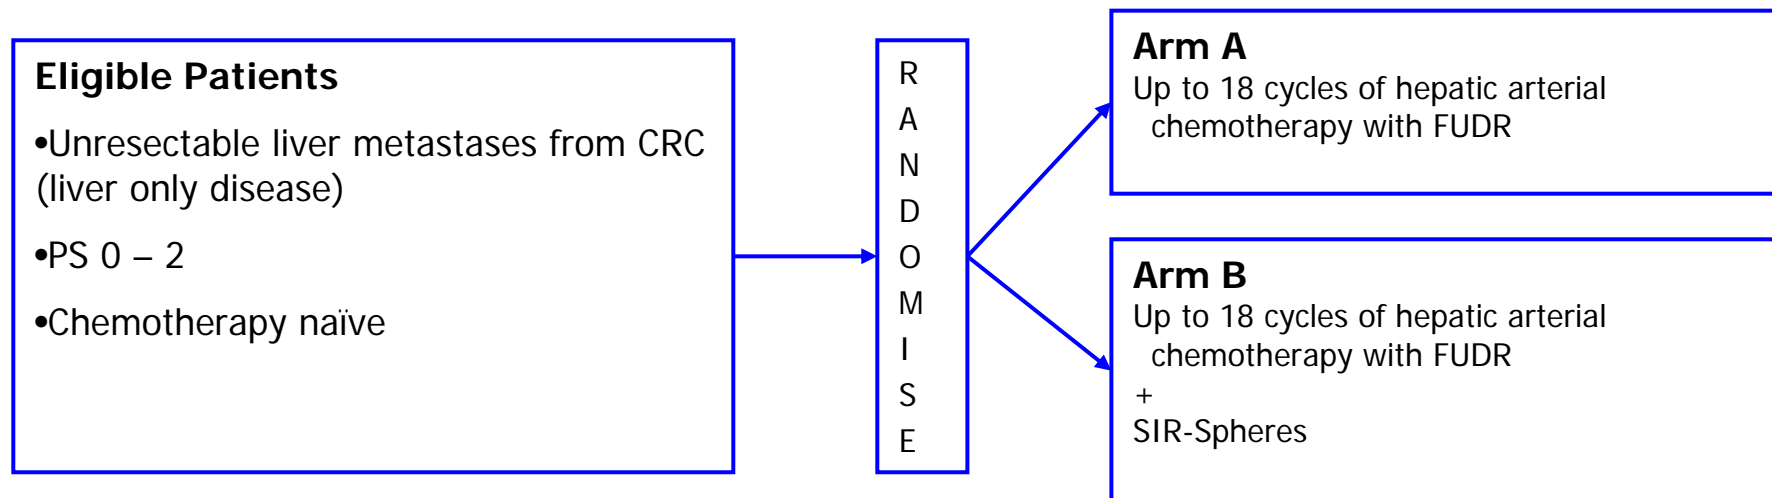 Eligible Patients
•Unresectable liver metastases from CRC
(liver only disease)
•PS 0 – 2
•Chemotherapy naïve
R
A
N
D
O
M
I
S
E
Arm A
Up to 18 cycles of hepatic arterial
chemotherapy with FUDR
Arm B
Up to 18 cycles of hepatic arterial
chemotherapy with FUDR
+
SIR-Spheres